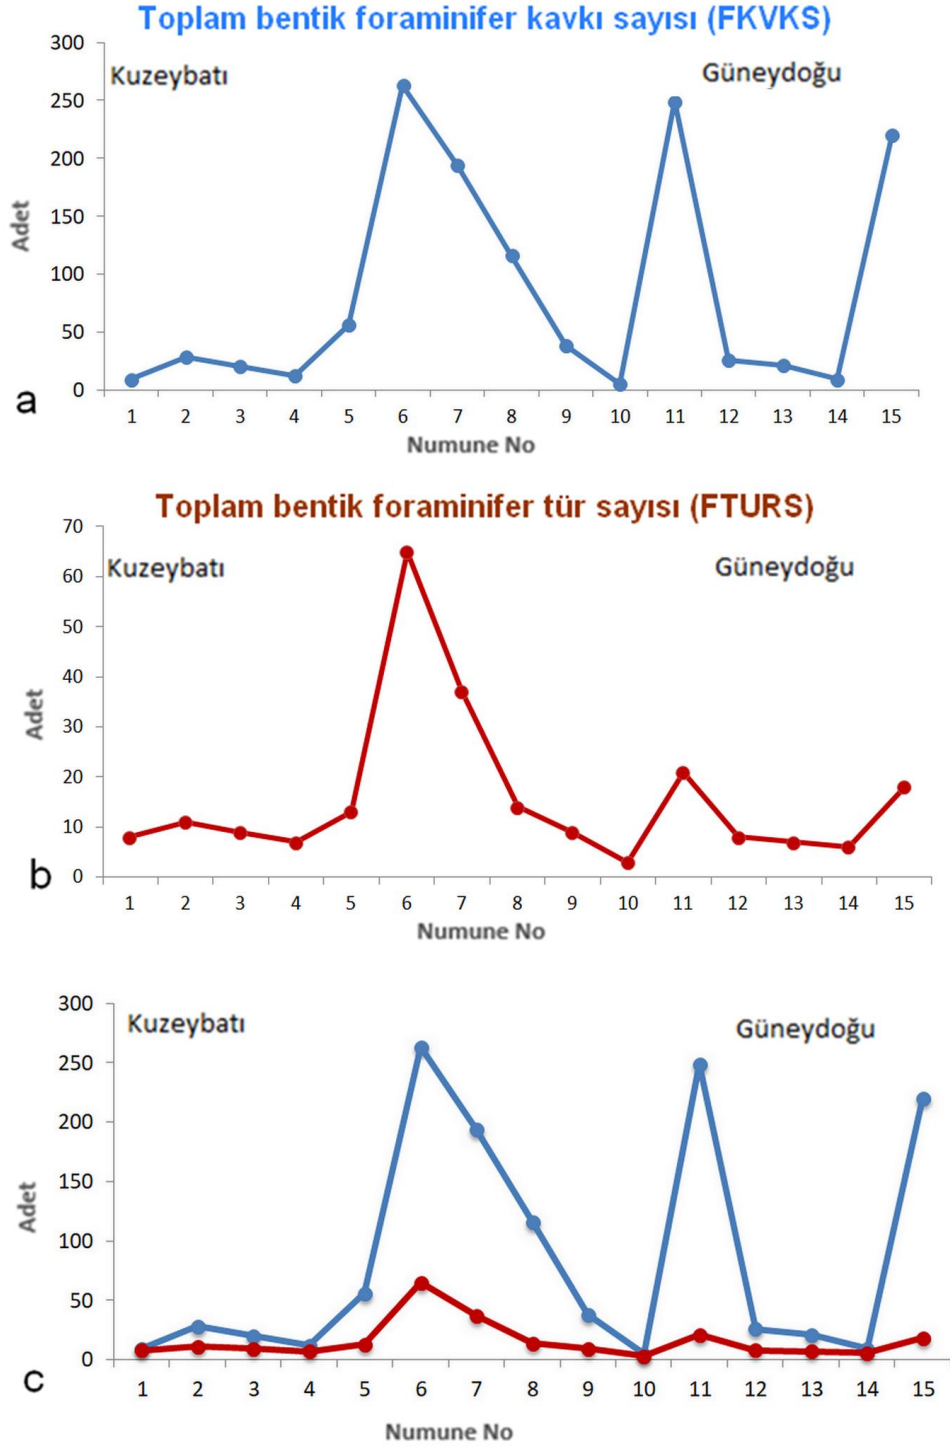 Toplam bentik foraminifer kavkı sayısı (FKVKS)
300
Kuzeybatı
Güneydoğu
250
200
150
100
50
0
Adet
a
1 2 3 4 5 6 7 8 9 10 11 12 13 14 15
Numune No
Toplam bentik foraminifer tür sayısı (FTURS)
70
Kuzeybatı
Güneydoğu
60
50
40
30
20
10
0
Adet
b
1 2 3 4 5 6 7 8 9 10 11 12 13 14 15
Numune No
300
Kuzeybatı
Güneydoğu
250
200
150
100
50
0
Adet
c
1 2 3 4 5 6 7 8 9 10 11 12 13 14 15
Numune No